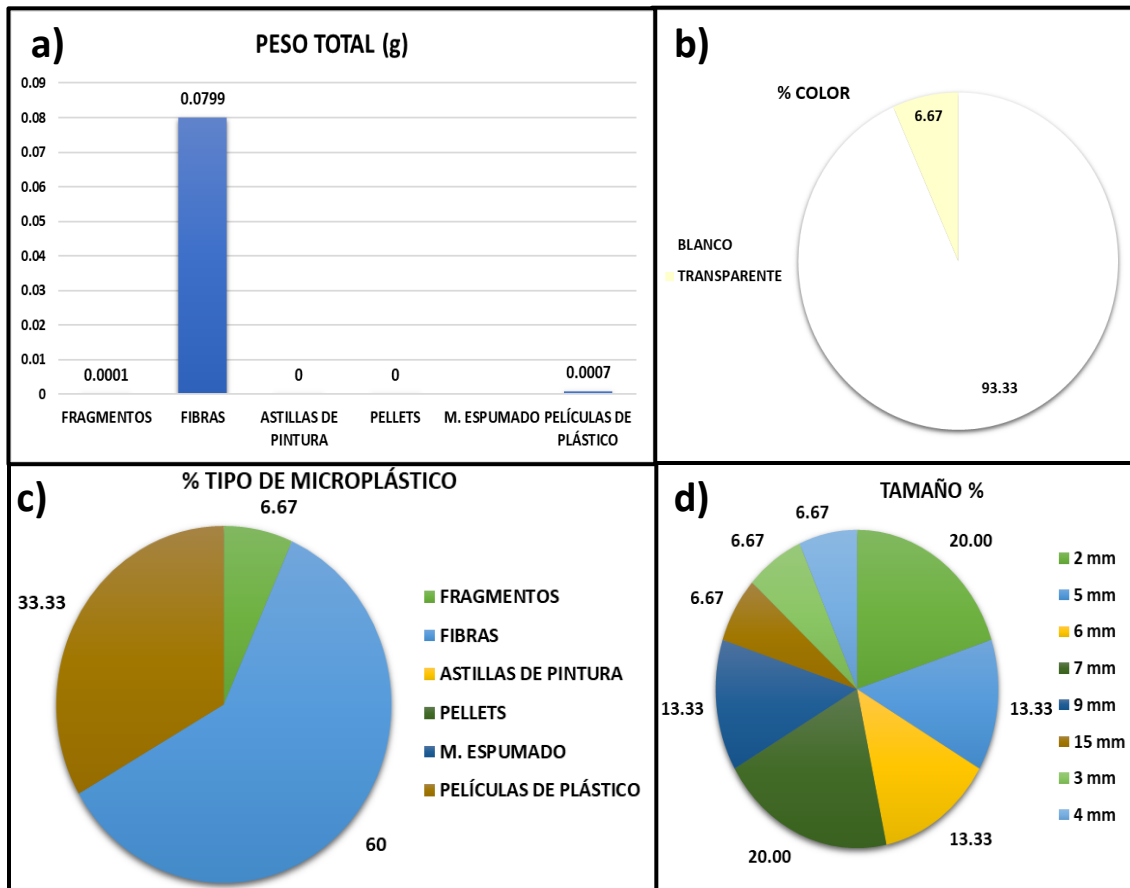 a)
PESO TOTAL (g)
0.09
0.08
0.07
0.06
0.05
0.04
0.03
0.02
0.01
0
0.0001
0.0799
0
0
0.0007
FRAGMENTOS
FIBRAS
ASTILLAS DE
PINTURA
PELLETS
M. ESPUMADO
PELÍCULAS DE
PLÁSTICO
b)
% COLOR
6.67
BLANCO
TRANSPARENTE
93.33
c)
% TIPO DE MICROPLÁSTICO
6.67
33.33
60
FRAGMENTOS
FIBRAS
ASTILLAS DE PINTURA
PELLETS
M. ESPUMADO
PELÍCULAS DE PLÁSTICO
d)
TAMAÑO %
20.00
13.33
13.33
20.00
13.33
6.67
6.67
6.67
2 mm
5 mm
6 mm
7 mm
9 mm
15 mm
3 mm
4 mm